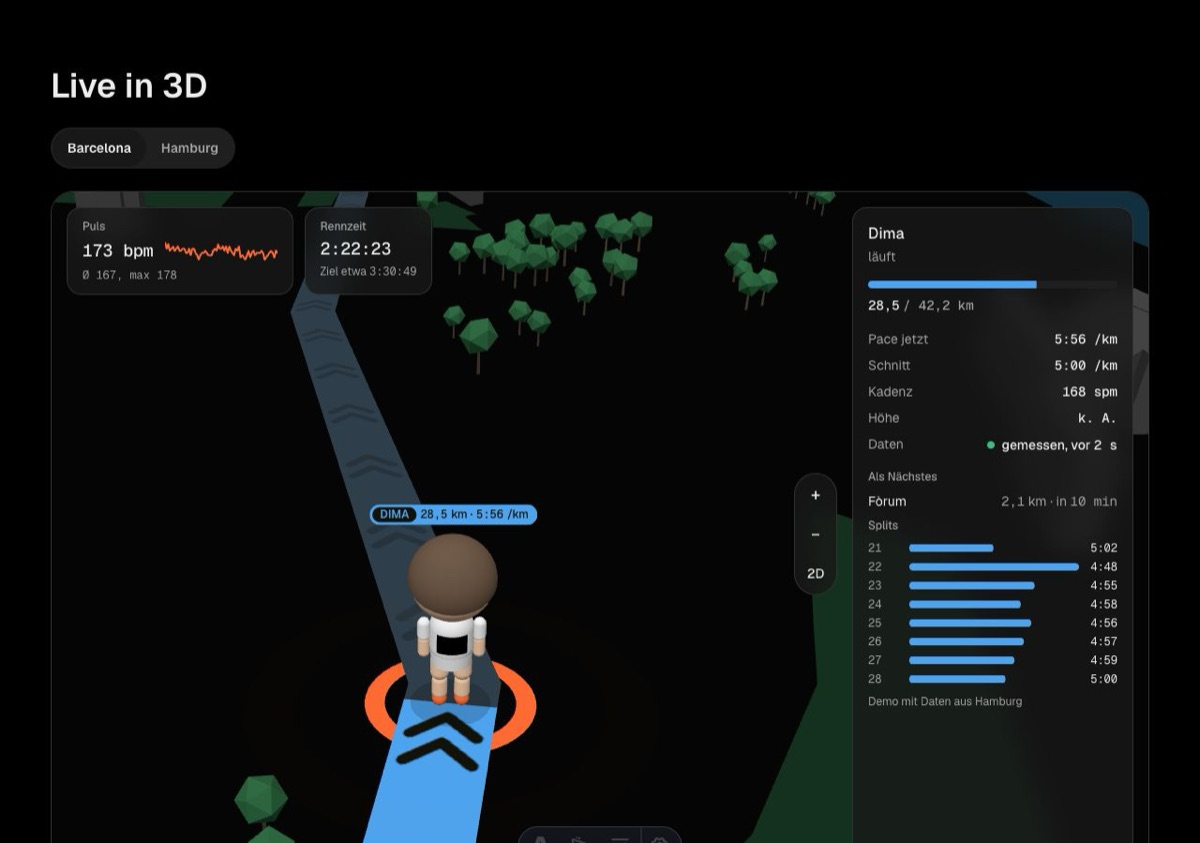 Live in 3D
Barcelona
Hamburg
Puls
173 bpm
Ø 167, max 178
Rennzeit
2:22:23
Ziel etwa 3:30:49
Dima
läuft
28,5 / 42,2 km
Pace jetzt 5:56 /km
Schnitt 5:00 /km
Kadenz 168 spm
Höhe k. A.
Daten gemessen, vor 2 s
Als Nächstes
Fòrum 2,1 km · in 10 min
Splits
21 5:02
22 4:48
23 4:55
24 4:58
25 4:56
26 4:57
27 4:59
28 5:00
Demo mit Daten aus Hamburg
+
−
2D
DIMA 28,5 km · 5:56 /km